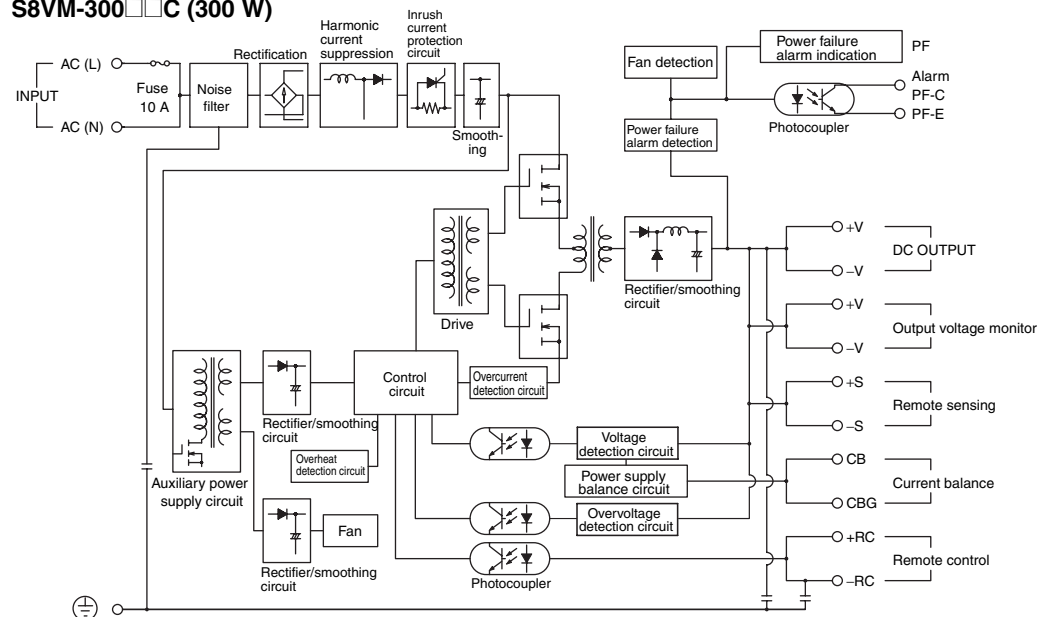 S8VM-300□□C (300 W)
INPUT
AC (L)
AC (N)
Fuse
10 A
Noise
filter
Rectification
Harmonic
current
suppression
Inrush
current
protection
circuit
Smooth-
ing
Fan detection
Power failure
alarm indication
PF
Alarm
PF-C
PF-E
Photocoupler
Power failure
alarm detection
Drive
Rectifier/smoothing
circuit
+V
−V
DC OUTPUT
+V
−V
Output voltage monitor
+S
−S
Remote sensing
CB
CBG
Current balance
+RC
−RC
Remote control
Control
circuit
Overcurrent
detection circuit
Rectifier/smoothing
circuit
Overheat
detection circuit
Auxiliary power
supply circuit
Voltage
detection circuit
Power supply
balance circuit
Overvoltage
detection circuit
Fan
Rectifier/smoothing
circuit
Photocoupler